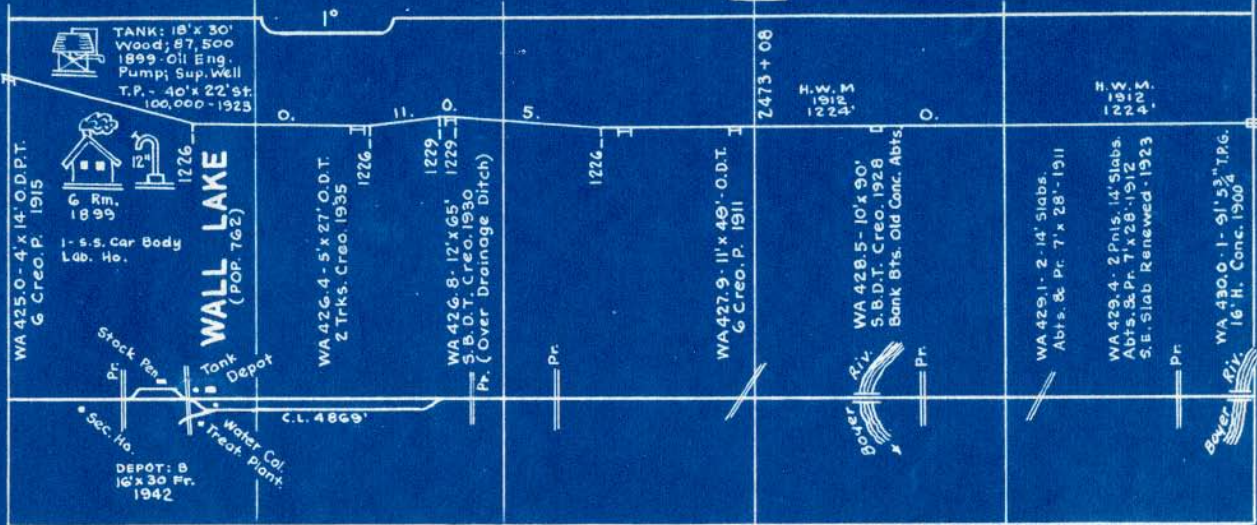 1°
TANK: 18'x 30'
Wood; 87,500
1899-Oil Eng.
Pump; Sup. Well
T.P. - 40'x 22' St.
100,000 - 1923
12"
6 Rm.
1899
1- S.S. Car Body
Lab. Ho.
WA 425.0 - 4'x 14' O.D.P.T.
6 Creo. P. 1915
1226
WALL LAKE
(POP. 762)
0.
1226
11.
1229
0.
1229
5.
1226
2473 + 08
H.W.M
1912
1224'
0.
H.W.M.
1912
1224'
WA 426.4 - 5'x 27' O.D.T.
2 Trks. Creo. 1935
WA 426.8 - 12'x 65'
S.B.D.T. Creo. 1930
Pr. (Over Drainage Ditch)
WA 427.9 - 11'x 48' - O.D.T.
6 Creo. P. 1911
WA 428.5 - 10'x 90'
S.B.D.T. Creo. 1928
Bank Bts. Old Conc. Abts.
WA 429.1 - 2-14' Slabs.
Abts. & Pr. 7'x 28' - 1911
WA 429.4 - 2 Pnls. 14' Slabs.
Abts. & Pr. 7'x 28'-1912
S.E. Slab Renewed - 1923
WA 430.0 - 1 - 91' 5¾" T.P.G.
16' H. Conc. 1900
Stock Pen
Pr.
Tank
Depot
Sec. Ho.
Water Col.
Treat. Plant.
C.L. 4869'
DEPOT: B
16'x 30 Fr.
1942
Pr.
Boyer Riv.
Pr.
Pr.
Boyer Riv.